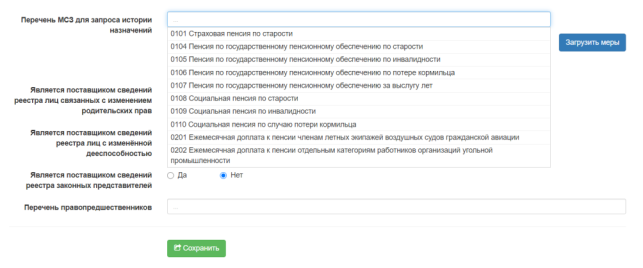 Перечень МСЗ для запроса истории
назначений
...
0101 Страховая пенсия по старости
0104 Пенсия по государственному пенсионному обеспечению по старости
0105 Пенсия по государственному пенсионному обеспечению по инвалидности
0106 Пенсия по государственному пенсионному обеспечению по потере кормильца
0107 Пенсия по государственному пенсионному обеспечению за выслугу лет
0108 Социальная пенсия по старости
0109 Социальная пенсия по инвалидности
0110 Социальная пенсия по случаю потери кормильца
0201 Ежемесячная доплата к пенсии членам летных экипажей воздушных судов гражданской авиации
0202 Ежемесячная доплата к пенсии отдельным категориям работников организаций угольной
промышленности
Загрузить меры
Является поставщиком сведений
реестра лиц связанных с изменением
родительских прав
Является поставщиком сведений
реестра лиц с изменённой
дееспособностью
Является поставщиком сведений
реестра законных представителей
Да Нет
Перечень правопредшественников
...
Сохранить